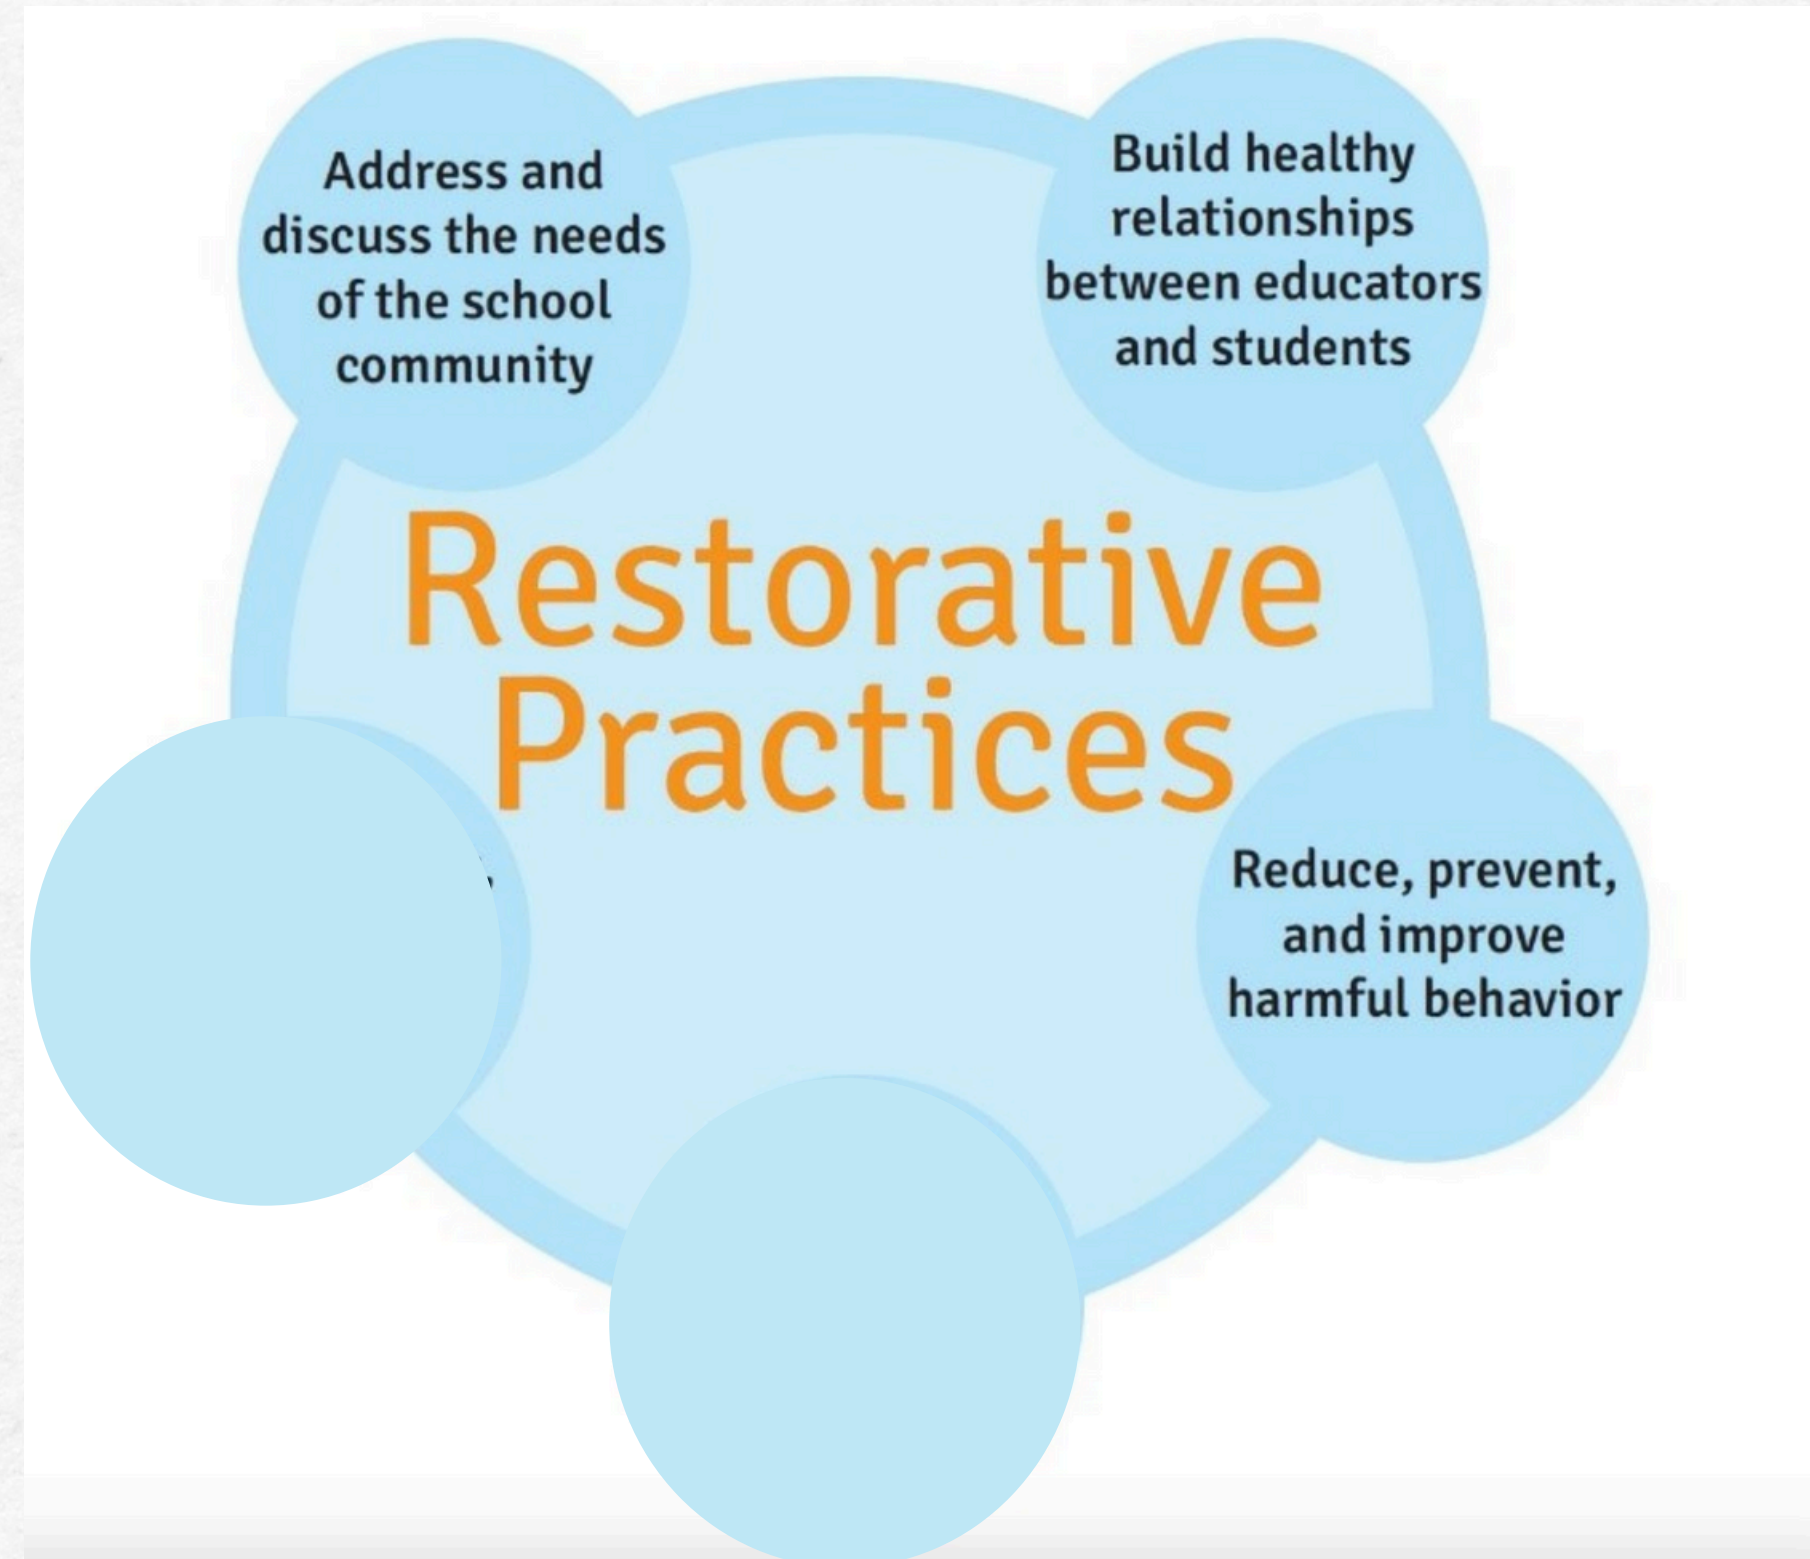 Address and
discuss the needs
of the school
community
Build healthy
relationships
between educators
and students
Restorative
Practices
Reduce, prevent,
and improve
harmful behavior